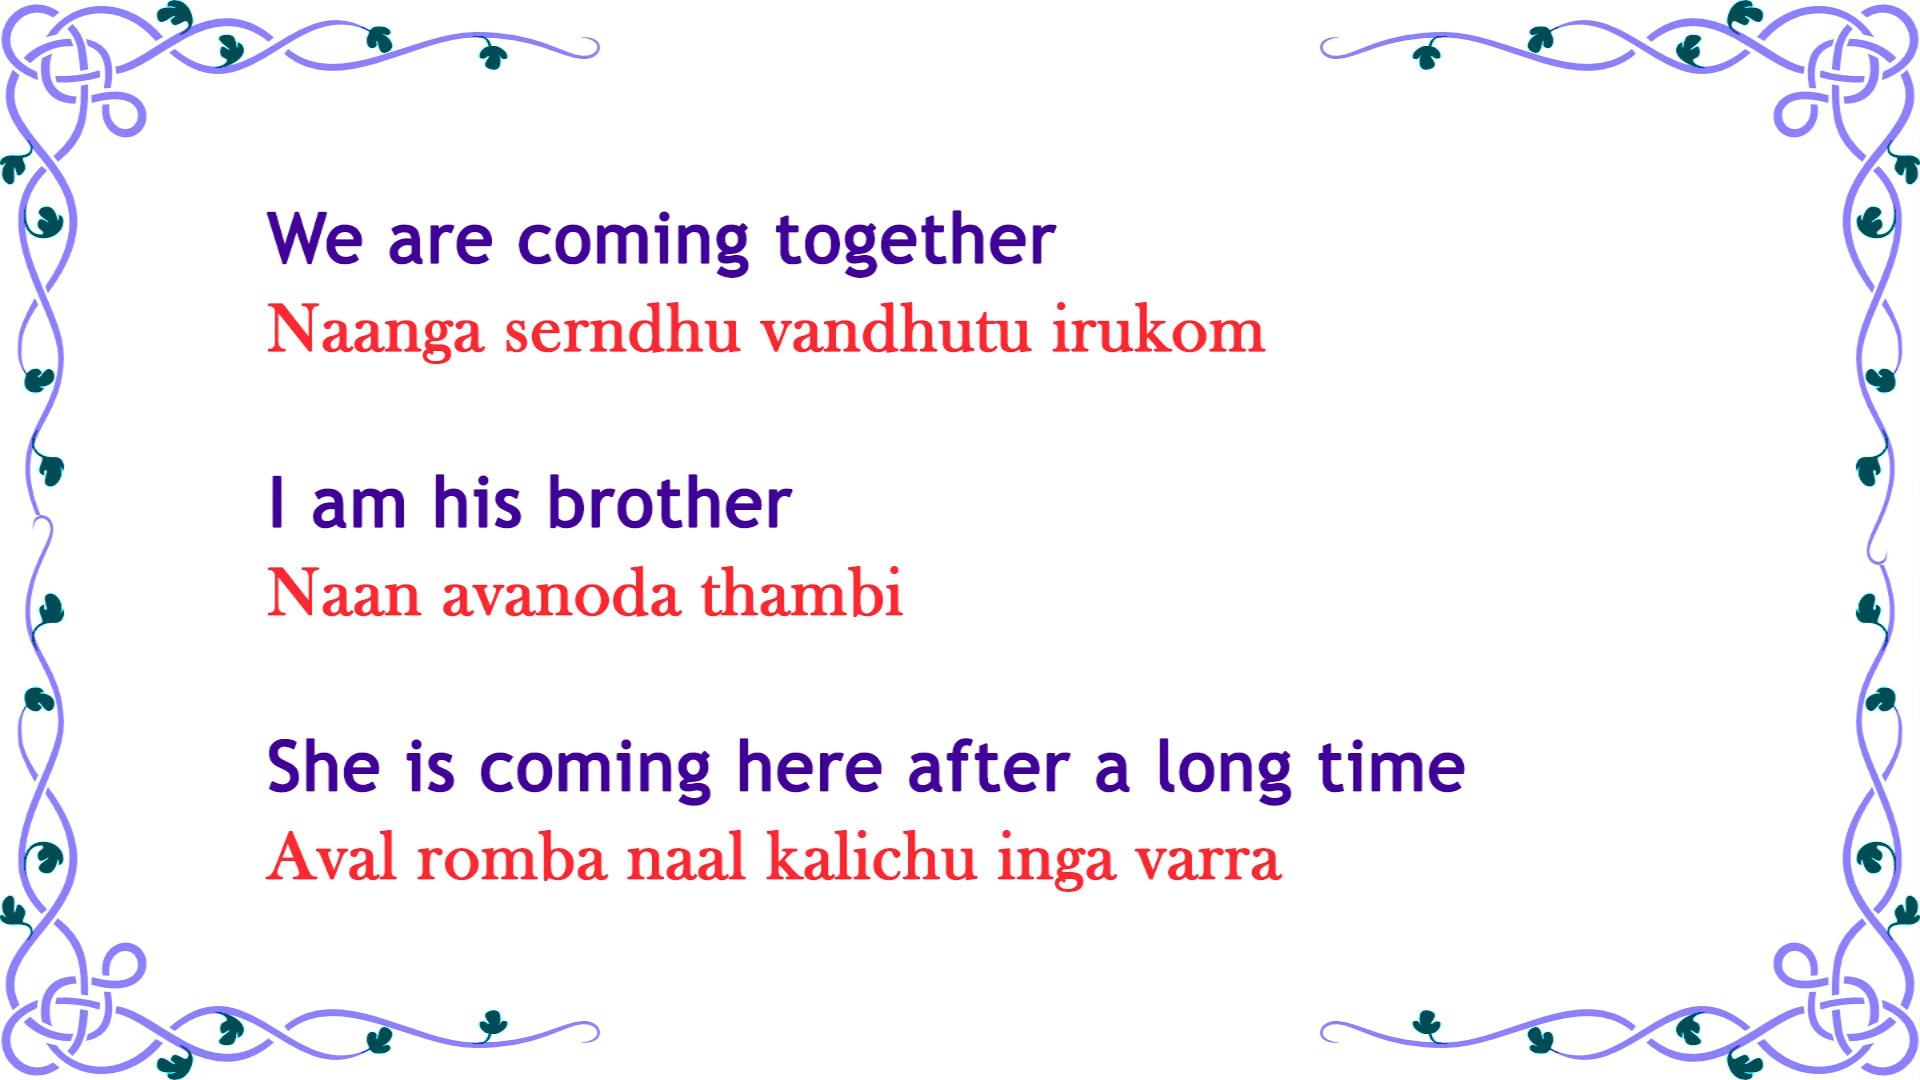 We are coming together
Naanga serndhu vandhutu irukom
I am his brother
Naan avanoda thambi
She is coming here after a long time
Aval romba naal kalichu inga varra